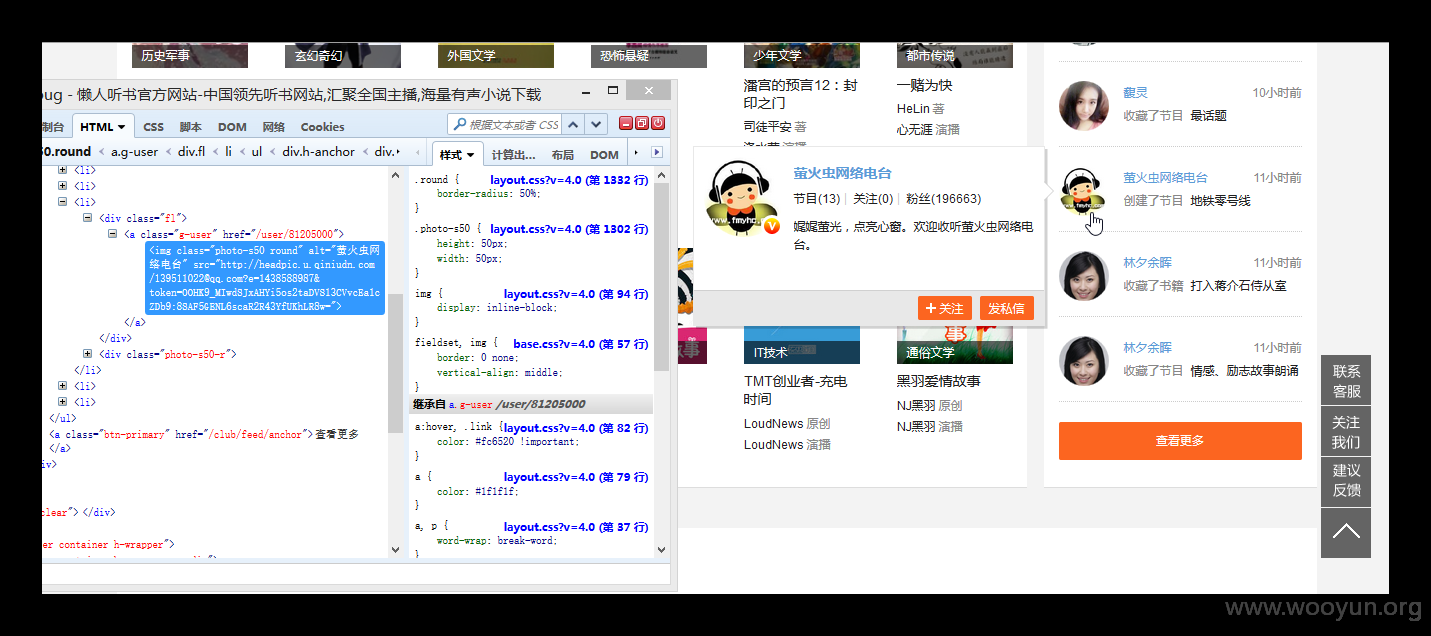 历史军事
玄幻奇幻
外国文学
恐怖悬疑
少年文学
都市传说
潘宫的预言12：封
印之门
司徒平安 著
一赌为快
HeLin 著
心无涯 演播
馥灵
10小时前
收藏了节目 最话题
萤火虫网络电台
11小时前
创建了节目 地铁零号线
林夕余晖
11小时前
收藏了书籍 打入蒋介石侍从室
林夕余晖
11小时前
收藏了节目 情感、励志故事朗诵
查看更多
联系
客服
关注
我们
建议
反馈
ug - 懒人听书官方网站-中国领先听书网站,汇聚全国主播,海量有声小说下载
制台
HTML
CSS
脚本
DOM
网络
Cookies
根据文本或者 CSS
50.round < a.g-user < div.fl < li < ul < div.h-anchor < div.
样式
计算出...
布局
DOM
<li>
<li>
<li>
<div class="fl">
<a class="g-user" href="/user/81205000">
<img class="photo-s50 round" alt="萤火虫网
络电台" src="http://headpic.u.qiniudn.com
/139511022@qq.com?e=1438588987&
</a>
</div>
<div class="photo-s50-r">
</li>
<li>
<li>
</ul>
<a class="btn-primary" href="/club/feed/anchor">查看更多
</a>
iv>
clear"> </div>
er container h-wrapper">
.round {
layout.css?v=4.0 (第 1332 行)
border-radius: 50%;
}
.photo-s50 {
layout.css?v=4.0 (第 1302 行)
height: 50px;
width: 50px;
}
img {
layout.css?v=4.0 (第 94 行)
display: inline-block;
}
fieldset, img {
base.css?v=4.0 (第 57 行)
border: 0 none;
vertical-align: middle;
}
继承自 a.g-user /user/81205000
a:hover, .link {
layout.css?v=4.0 (第 82 行)
color: #fc6520 !important;
}
a {
layout.css?v=4.0 (第 79 行)
color: #1f1f1f;
}
a, p {
layout.css?v=4.0 (第 37 行)
word-wrap: break-word;
}
萤火虫网络电台
节目(13) 关注(0) 粉丝(196663)
娓娓萤光，点亮心窗。欢迎收听萤火虫网络电
台。
www.fmyhc.com
+ 关注
发私信
故事
IT技术
通俗文学
TMT创业者-充电
时间
LoudNews 原创
LoudNews 演播
黑羽爱情故事
NJ黑羽 原创
NJ黑羽 演播
www.wooyun.org